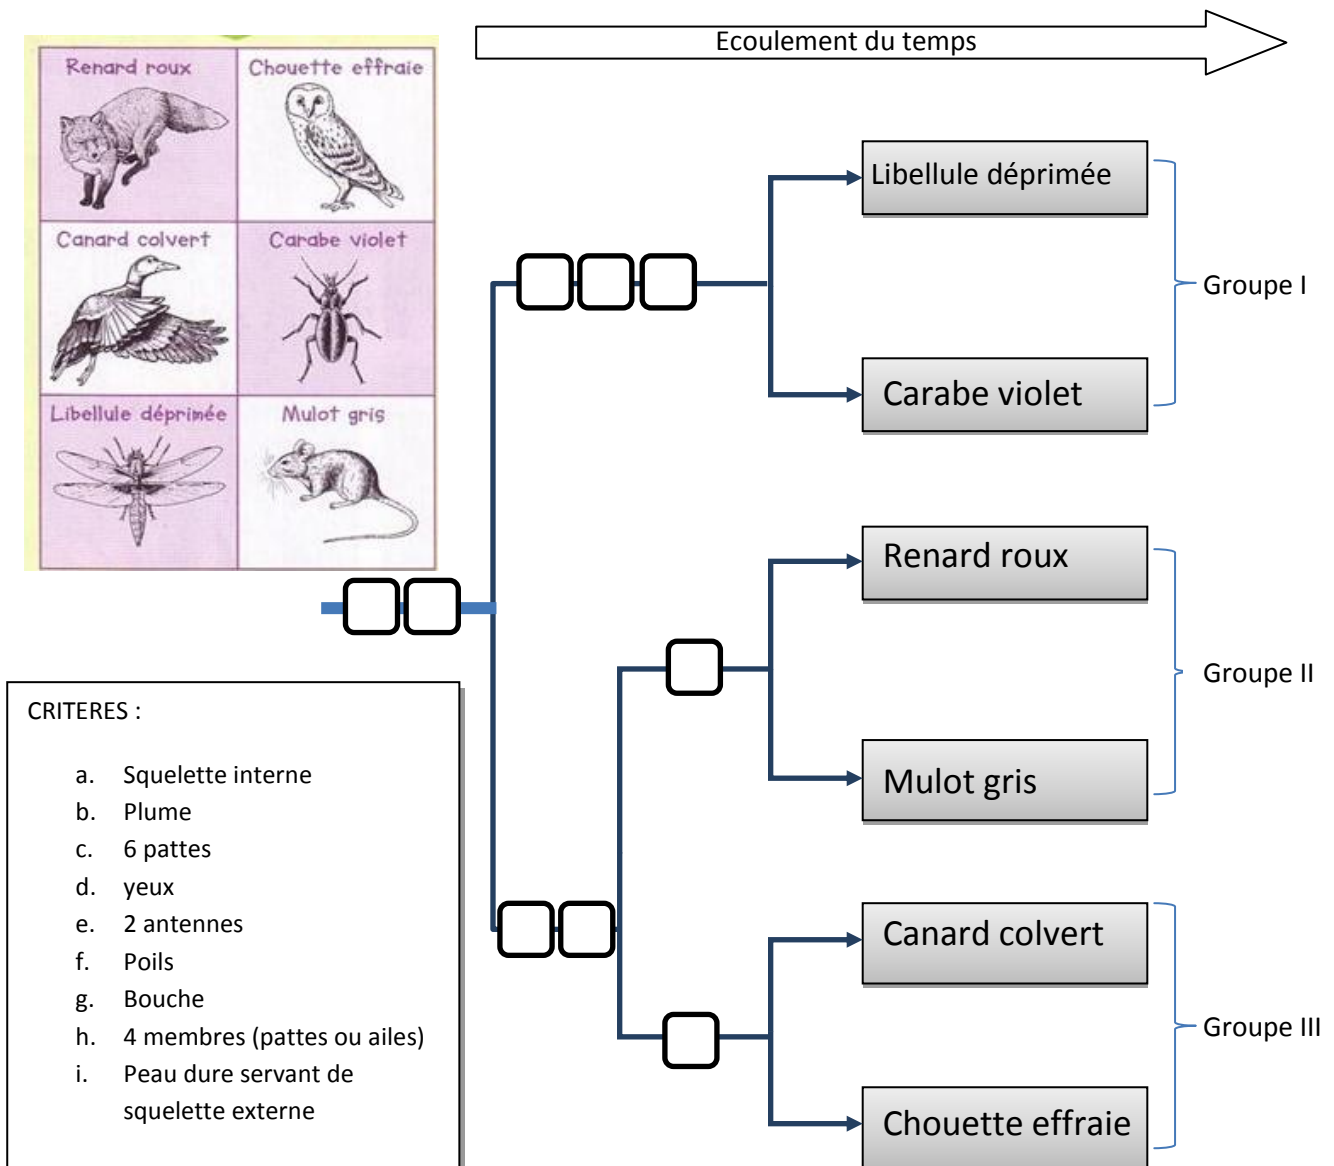 Ecoulement du temps
Renard roux
Chouette effraie
Canard colvert
Carabe violet
Libellule déprimée
Mulot gris
Libellule déprimée
Carabe violet
Groupe I
Renard roux
Mulot gris
Groupe II
Canard colvert
Chouette effraie
Groupe III
CRITERES :
a. Squelette interne
b. Plume
c. 6 pattes
d. yeux
e. 2 antennes
f. Poils
g. Bouche
h. 4 membres (pattes ou ailes)
i. Peau dure servant de
squelette externe